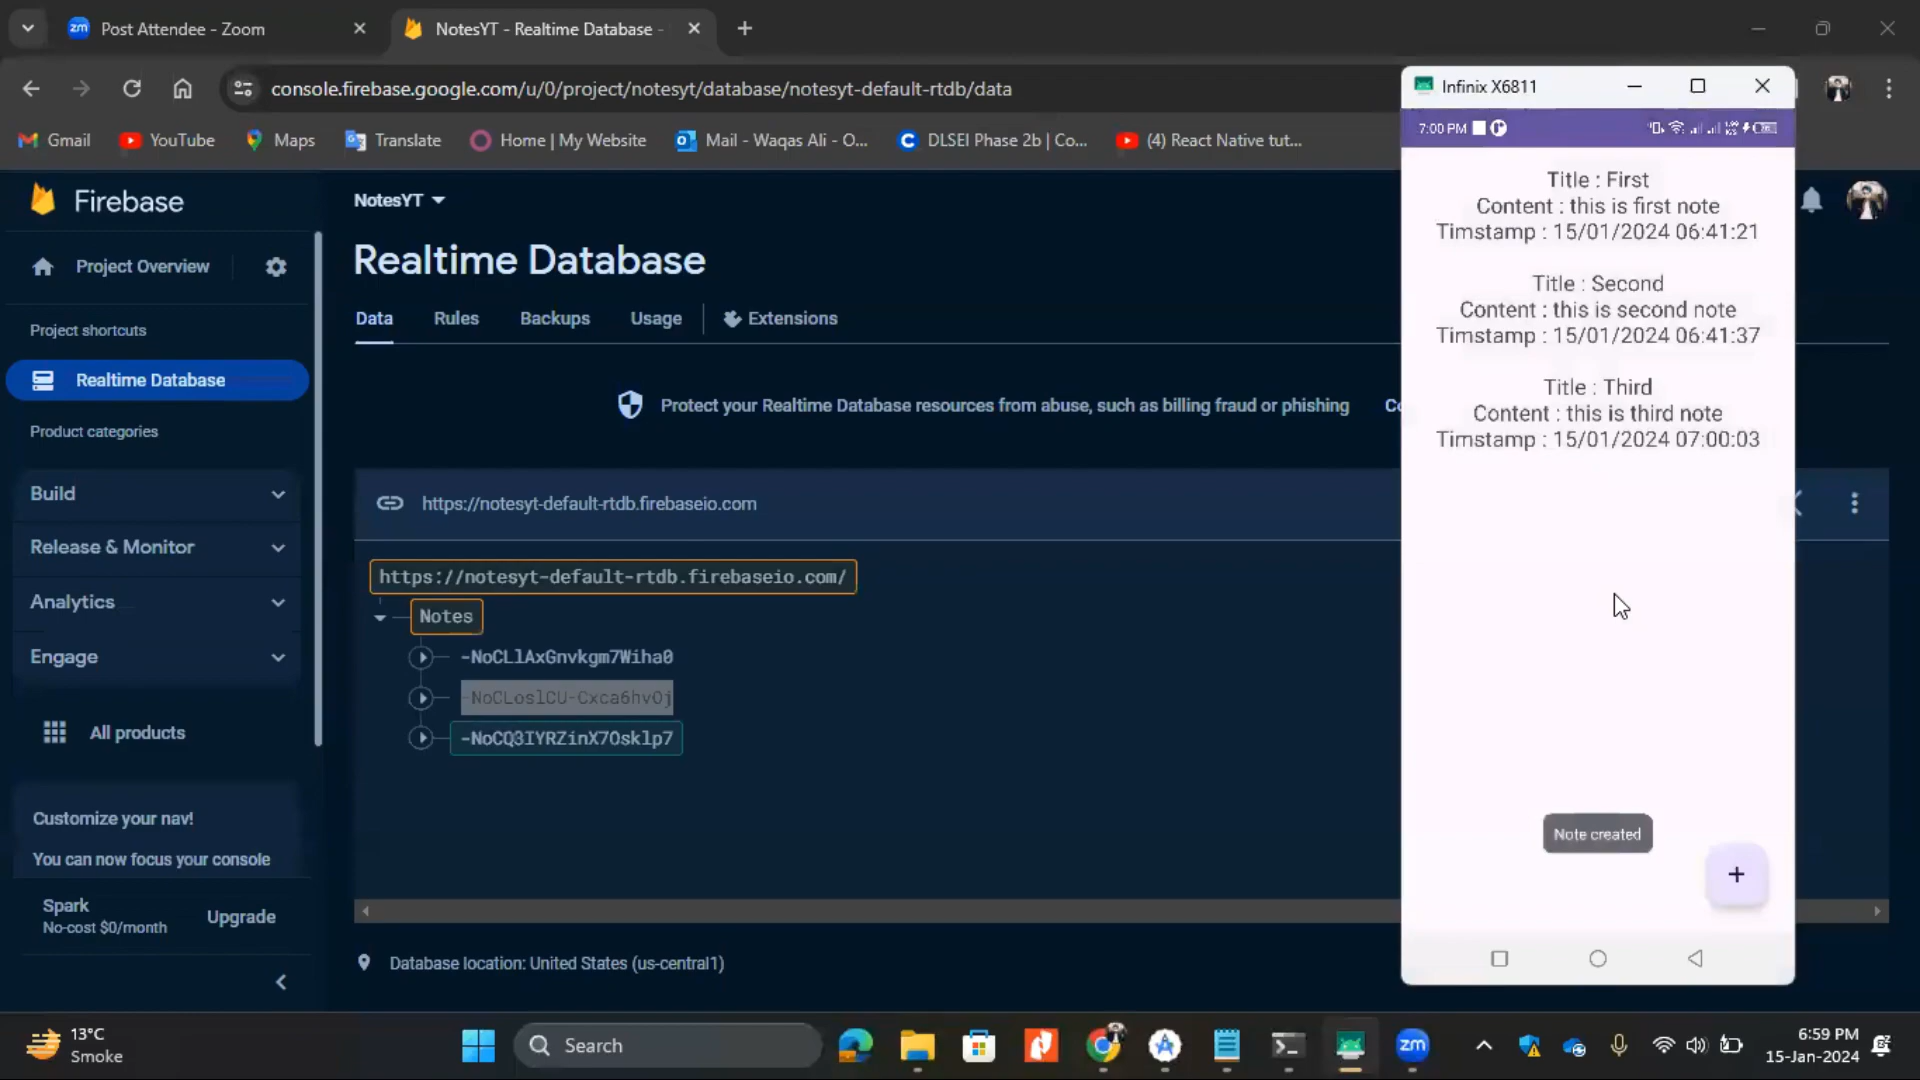 Post Attendee - Zoom
NotesYT - Realtime Database -
console.firebase.google.com/u/0/project/notesyt/database/notesyt-default-rtdb/data
Gmail
YouTube
Maps
Translate
Home | My Website
Mail - Waqas Ali - O...
DLSEI Phase 2b | Co...
(4) React Native tut...
Firebase
Project Overview
Project shortcuts
Realtime Database
Product categories
Build
Release & Monitor
Analytics
Engage
All products
Customize your nav!
You can now focus your console
Spark
No-cost $0/month
Upgrade
NotesYT
Realtime Database
Data
Rules
Backups
Usage
Extensions
Protect your Realtime Database resources from abuse, such as billing fraud or phishing
https://notesyt-default-rtdb.firebaseio.com
https://notesyt-default-rtdb.firebaseio.com/
Notes
-NoCLlAxGnvkgm7Wiha0
-NoCLoslCU-Cxca6hvOj
-NoCQ3IYRZinX7Osklp7
Database location: United States (us-central1)
Infinix X6811
7:00 PM
Title : First
Content : this is first note
Timstamp : 15/01/2024 06:41:21
Title : Second
Content : this is second note
Timstamp : 15/01/2024 06:41:37
Title : Third
Content : this is third note
Timstamp : 15/01/2024 07:00:03
Note created
+
13°C
Smoke
Search
zm
6:59 PM
15-Jan-2024